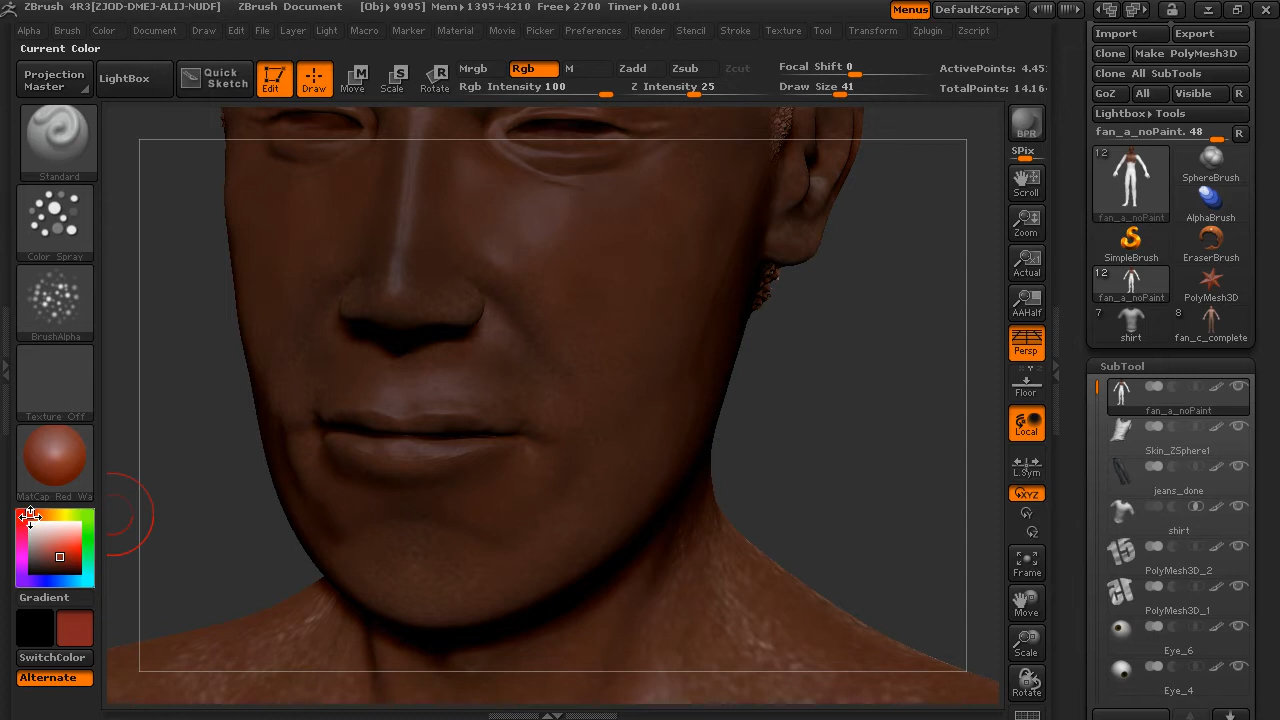 ZBrush 4R3[ZJOD-DMEJ-ALIJ-NUDF] ZBrush Document [Obj▸9995] Mem▸1395+4210 Free▸2700 Timer▸0.001 Menus DefaultZScript
Alpha Brush Color Document Draw Edit File Layer Light Macro Marker Material Movie Picker Preferences Render Stencil Stroke Texture Tool Transform Zplugin Zscript
Current Color
Projection Master
LightBox
Quick Sketch
Edit
Draw
Move
Scale
Rotate
Mrgb Rgb M Zadd Zsub Zcut
Rgb Intensity 100 Z Intensity 25
Focal Shift 0
Draw Size 41
ActivePoints: 4.45
TotalPoints: 14.16
Standard
Color Spray
BrushAlpha
Texture Off
MatCap Red Wa
Gradient
SwitchColor
Alternate
BPR
SPix
Scroll
Zoom
Actual
AAHalf
Persp
Floor
Local
L.Sym
XYZ
Y
Z
Frame
Move
Scale
Rotate
Import Export
Clone Make PolyMesh3D
Clone All SubTools
GoZ All Visible R
Lightbox▸Tools
fan_a_noPaint. 48 R
12
fan_a_noPaint
SphereBrush
AlphaBrush
SimpleBrush EraserBrush
12
fan_a_noPaint PolyMesh3D
7 8
shirt fan_c_complete
SubTool
fan_a_noPaint
Skin_ZSphere1
jeans_done
shirt
PolyMesh3D_2
PolyMesh3D_1
Eye_6
Eye_4